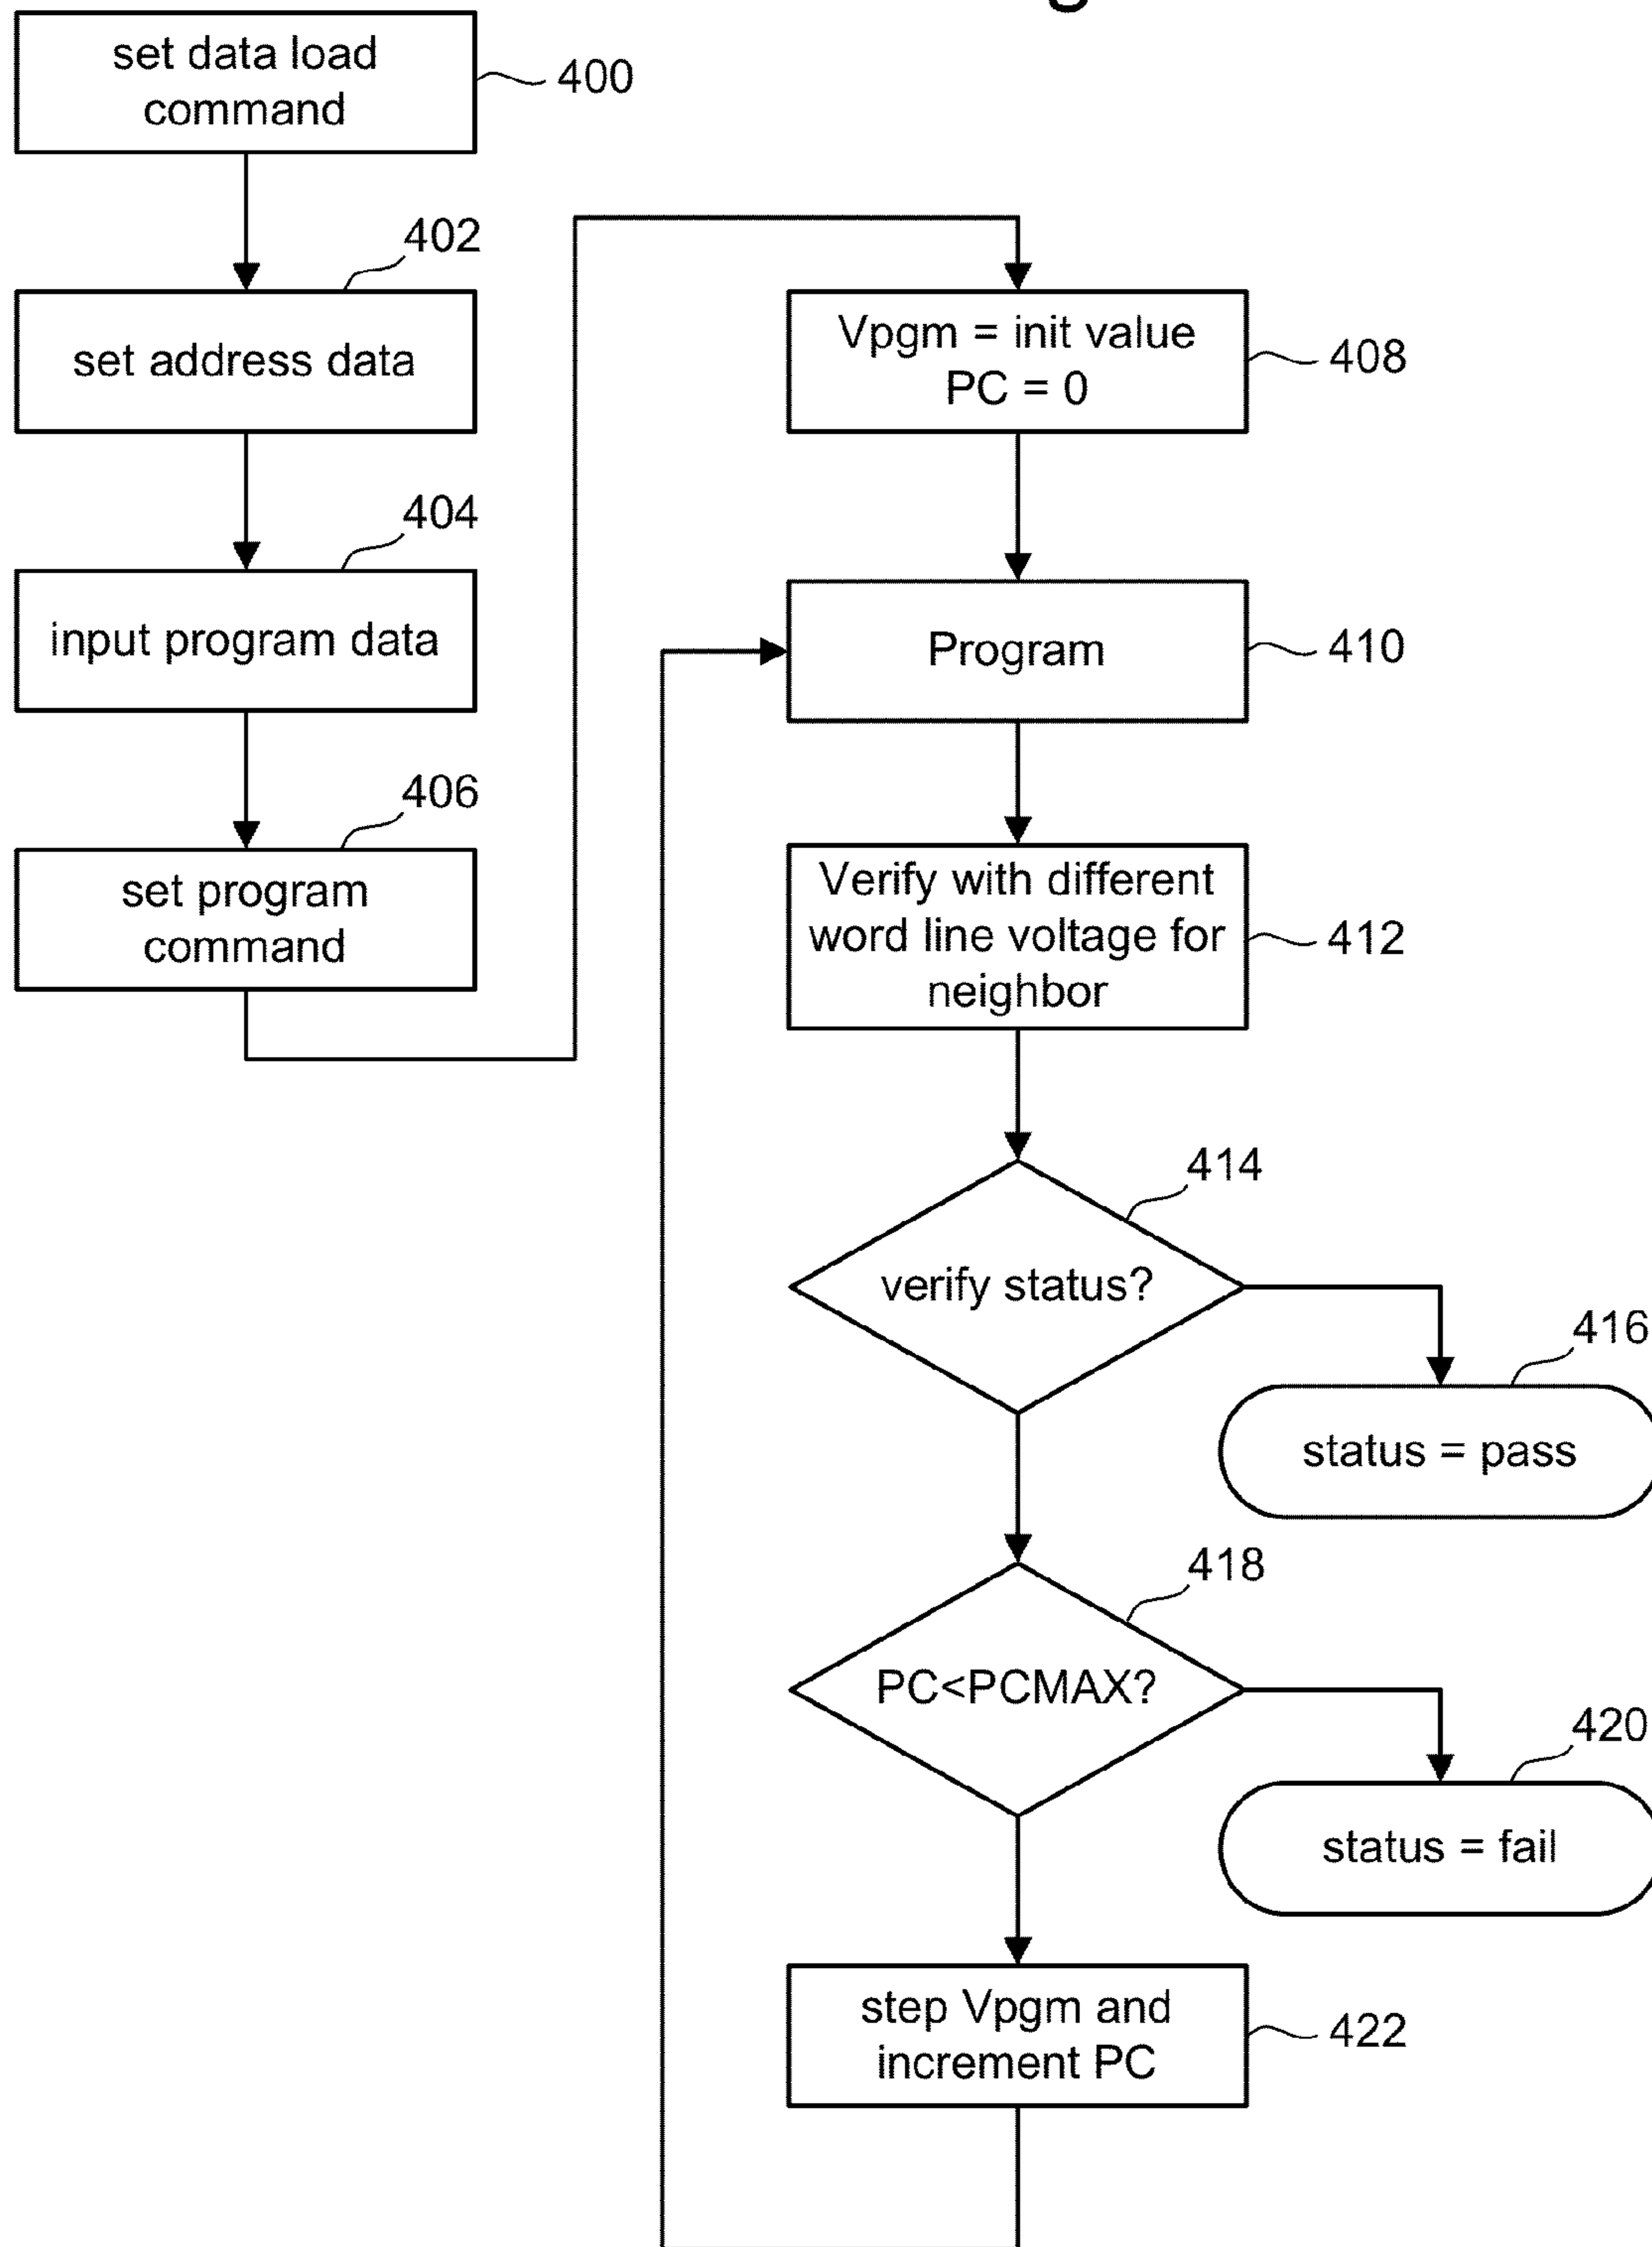 set data load
command
400
402
set address data
404
input program data
406
set program
command
Vpgm = init value
PC = 0
408
Program
410
Verify with different
word line voltage for
neighbor
412
414
verify status?
416
status = pass
418
PC<PCMAX?
420
status = fail
step Vpgm and
increment PC
422